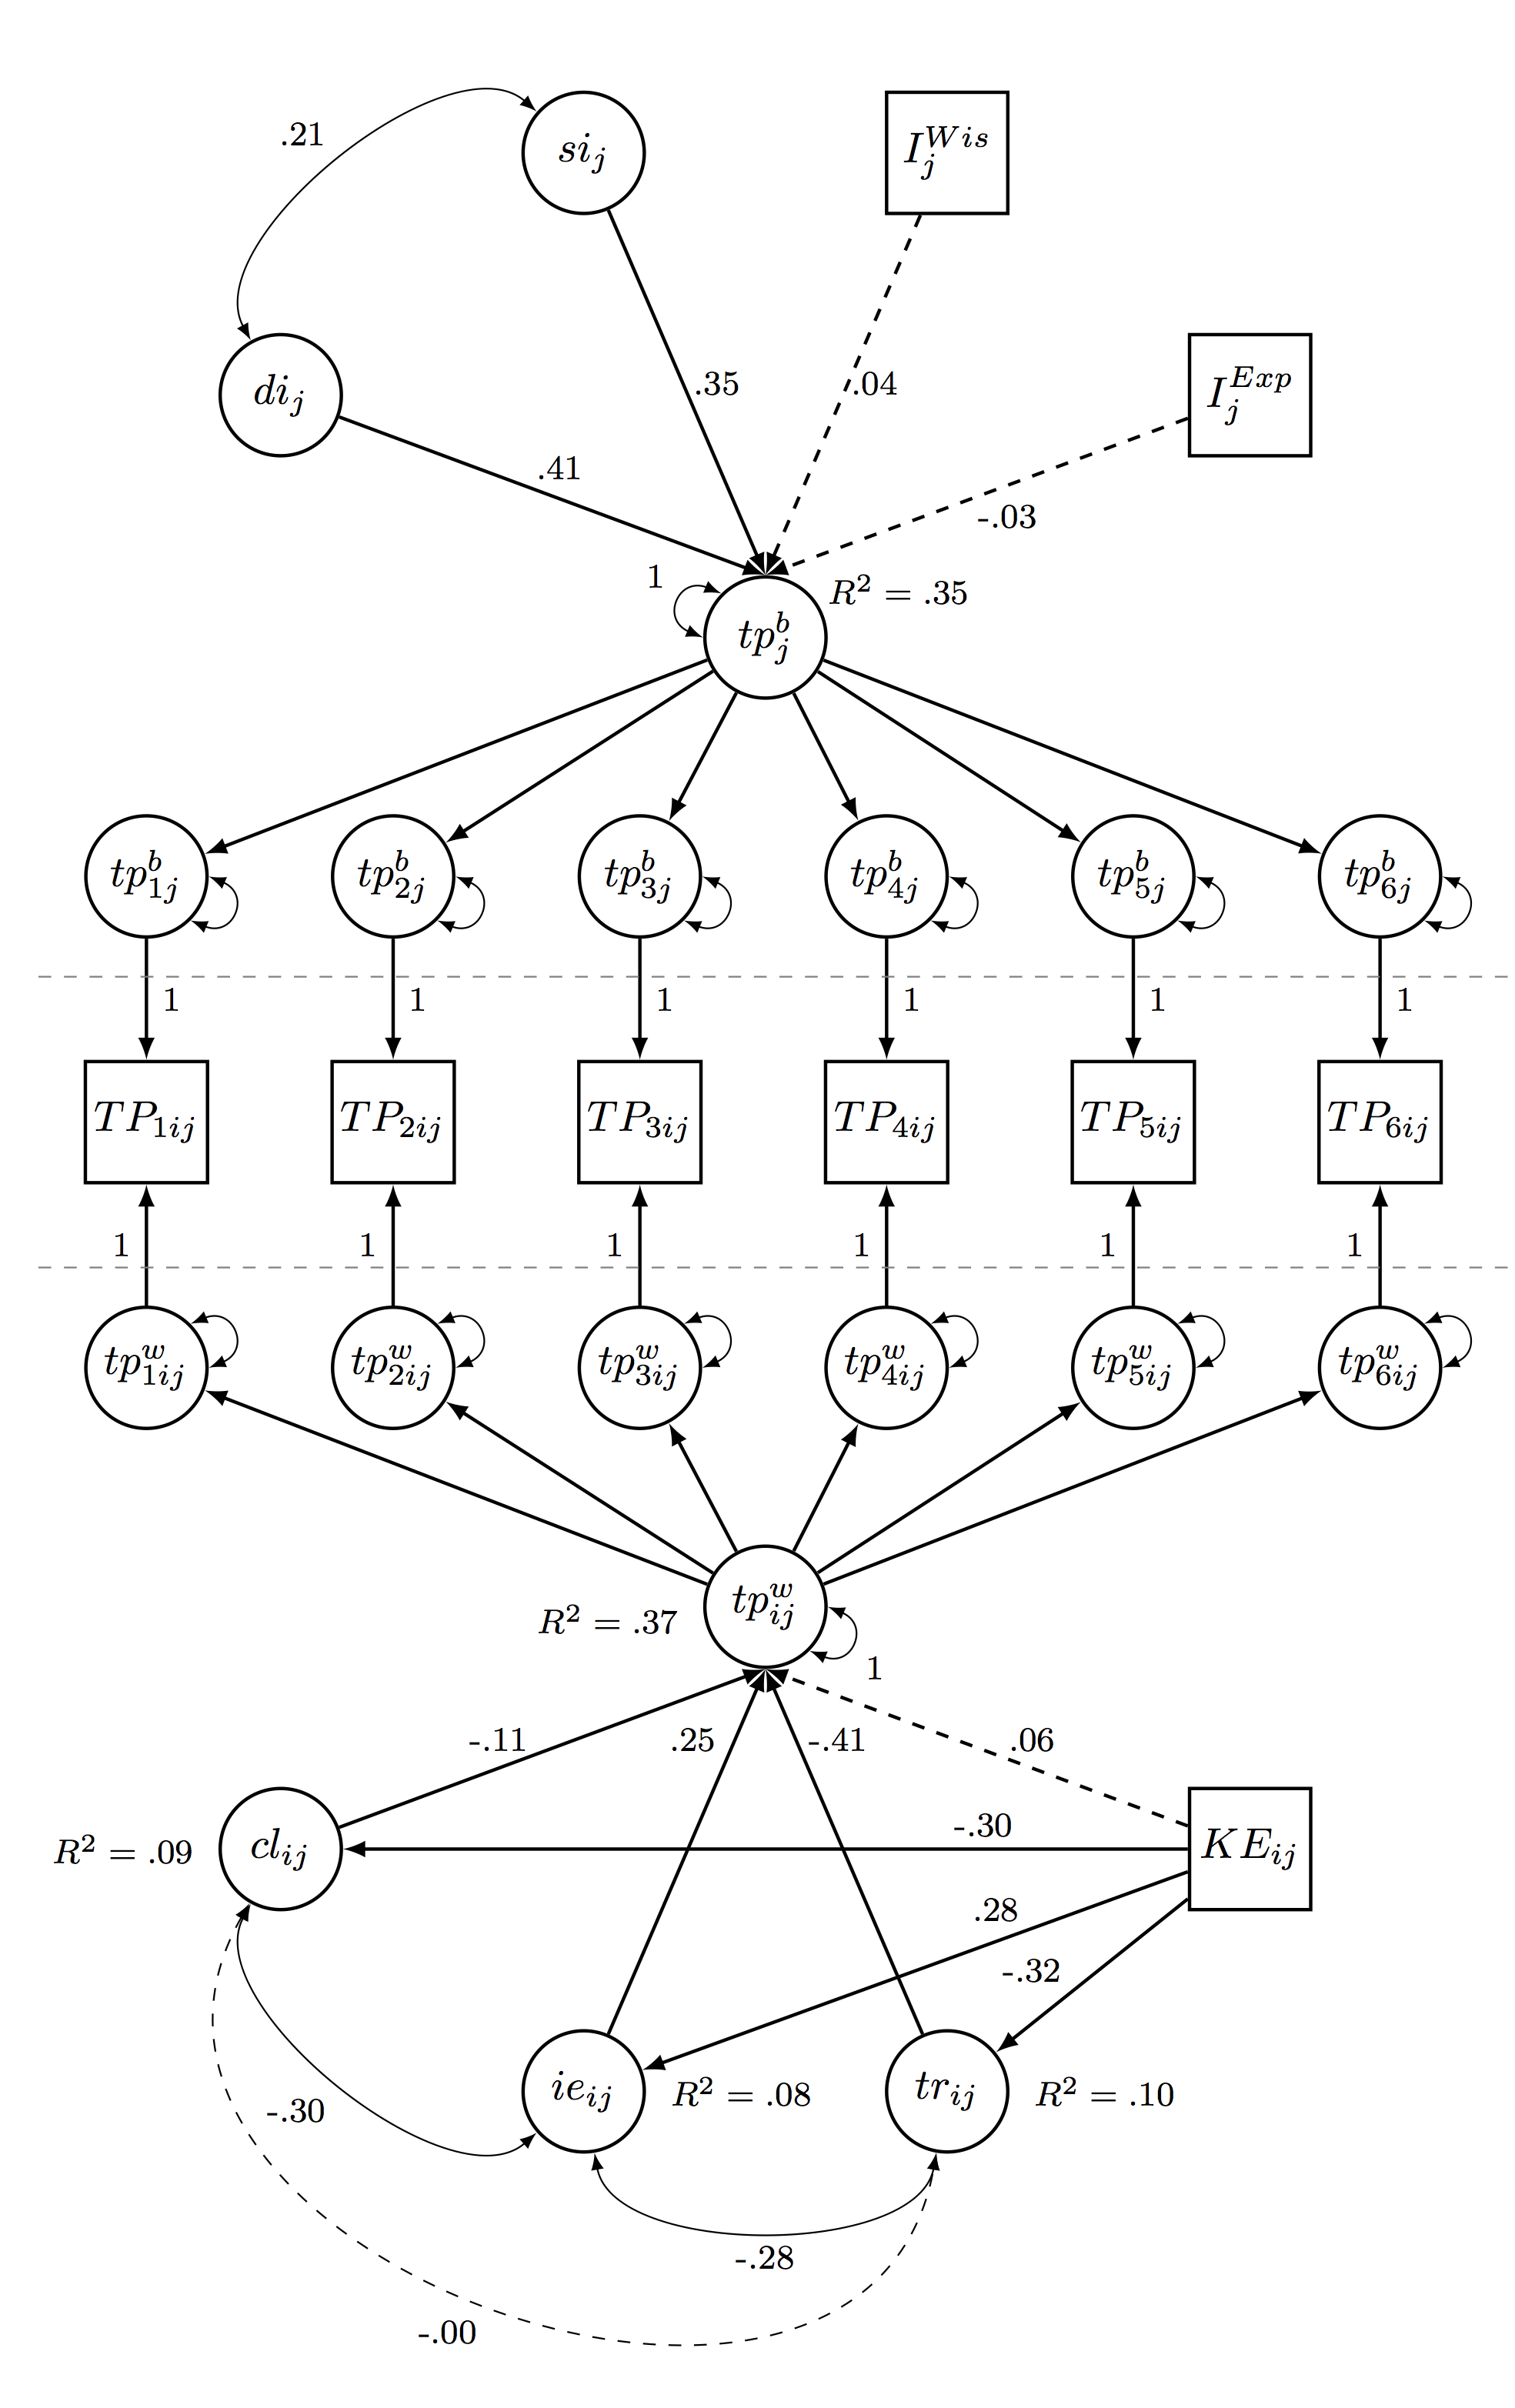 .21
si_j
I_j^{Wis}
di_j
.35
.04
I_j^{Exp}
.41
-.03
1
R^2 = .35
tp_j^b
tp_{1j}^b tp_{2j}^b tp_{3j}^b tp_{4j}^b tp_{5j}^b tp_{6j}^b
1 1 1 1 1 1
TP_{1ij} TP_{2ij} TP_{3ij} TP_{4ij} TP_{5ij} TP_{6ij}
1 1 1 1 1 1
tp_{1ij}^w tp_{2ij}^w tp_{3ij}^w tp_{4ij}^w tp_{5ij}^w tp_{6ij}^w
tp_{ij}^w
R^2 = .37
1
-.11
.25
-.41
.06
-.30
R^2 = .09
cl_{ij}
KE_{ij}
.28
-.32
ie_{ij}
R^2 = .08
tr_{ij}
R^2 = .10
-.30
-.28
-.00